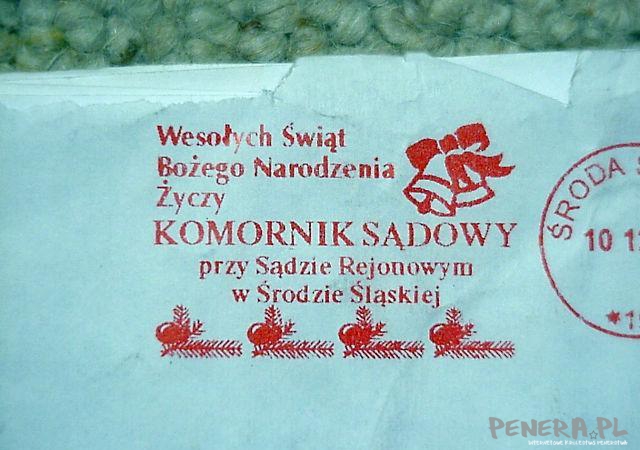 Wesołych Świąt
Bożego Narodzenia
Życzy
KOMORNIK SĄDOWY
przy Sądzie Rejonowym
w Środzie Śląskiej
ŚRODA
10
PENERA.PL